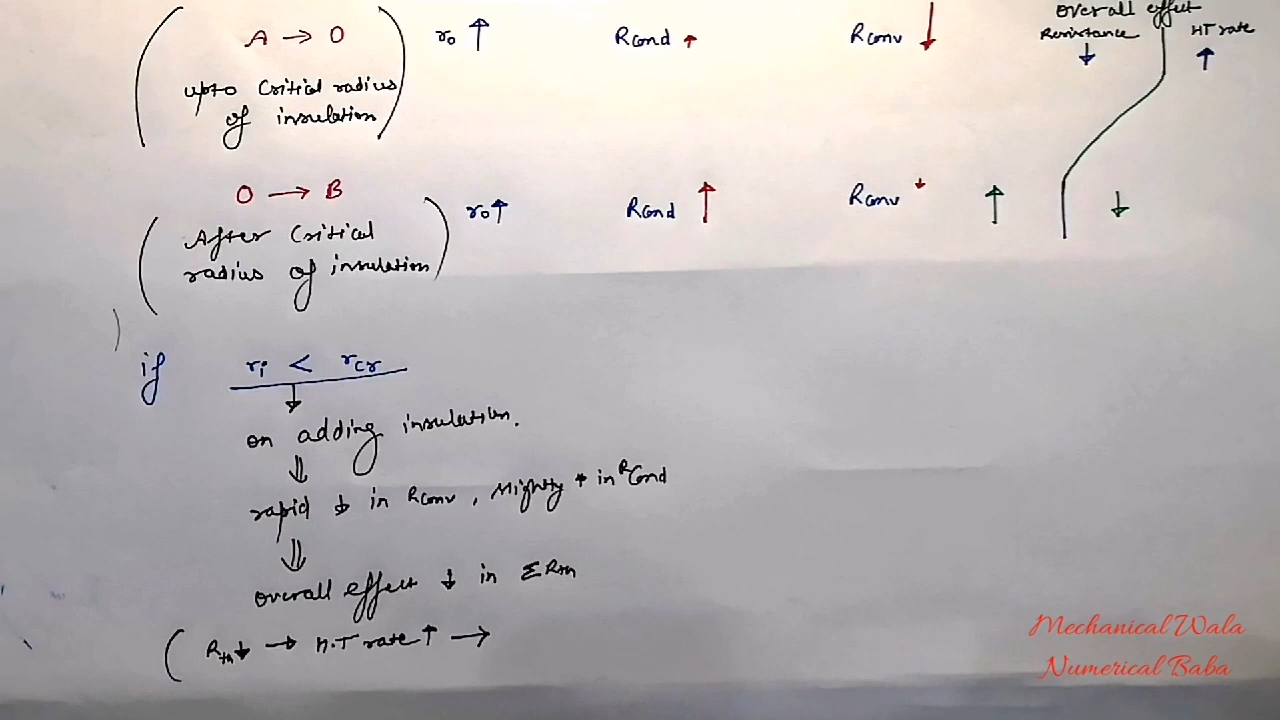 A → O r₀ ↑ Rcond ↑ Rconv ↓ Overall effect
Resistance ↓ HT rate ↑
upto Critical radius
of insulation
O → B r₀ ↑ Rcond ↑ Rconv ↓ ↑ ↓
After Critical
radius of insulation
if ri < rcr
↓
on adding insulation.
⇓
rapid ↓ in Rconv, Mightly ↑ in Rcond
⇓
overall effect ↓ in ΣRth
( Rth↓ → H.T rate ↑ →
Mechanical Wala
Numerical Baba